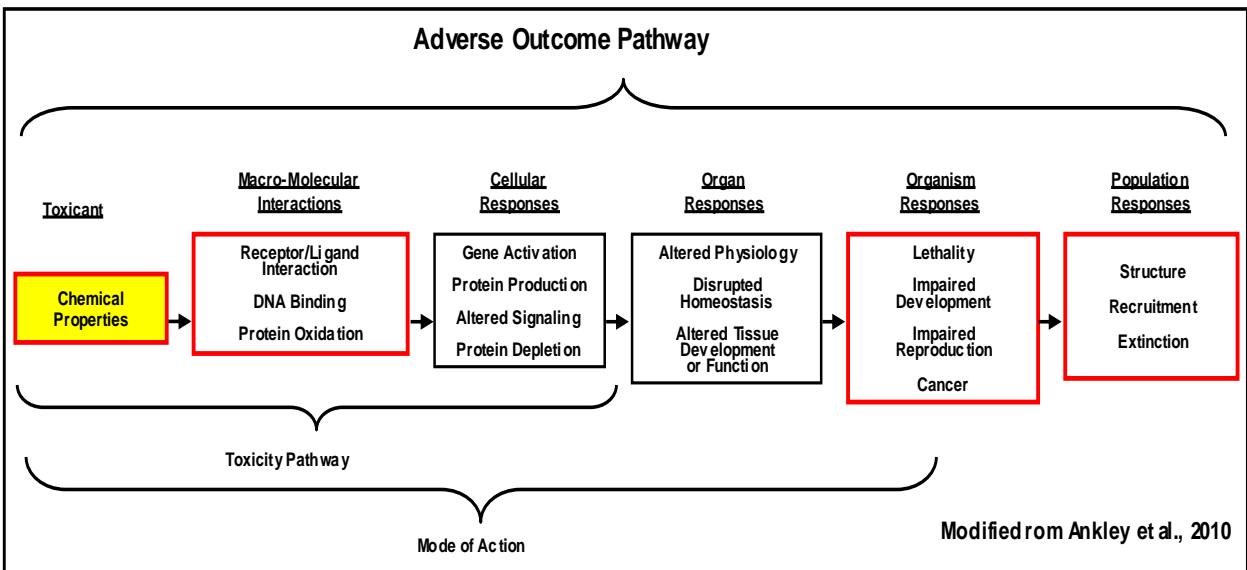 Adverse Outcome Pathway
Toxicant
Macro-Molecular
Interactions
Cellular
Responses
Organ
Responses
Organism
Responses
Population
Responses
Chemical
Properties
Receptor/Ligand
Interaction
DNA Binding
Protein Oxidation
Gene Activation
Protein Production
Altered Signaling
Protein Depletion
Altered Physiology
Disrupted
Homeostasis
Altered Tissue
Development
or Function
Lethality
Impaired
Development
Impaired
Reproduction
Cancer
Structure
Recruitment
Extinction
Toxicity Pathway
Mode of Action
Modified rom Ankley et al., 2010